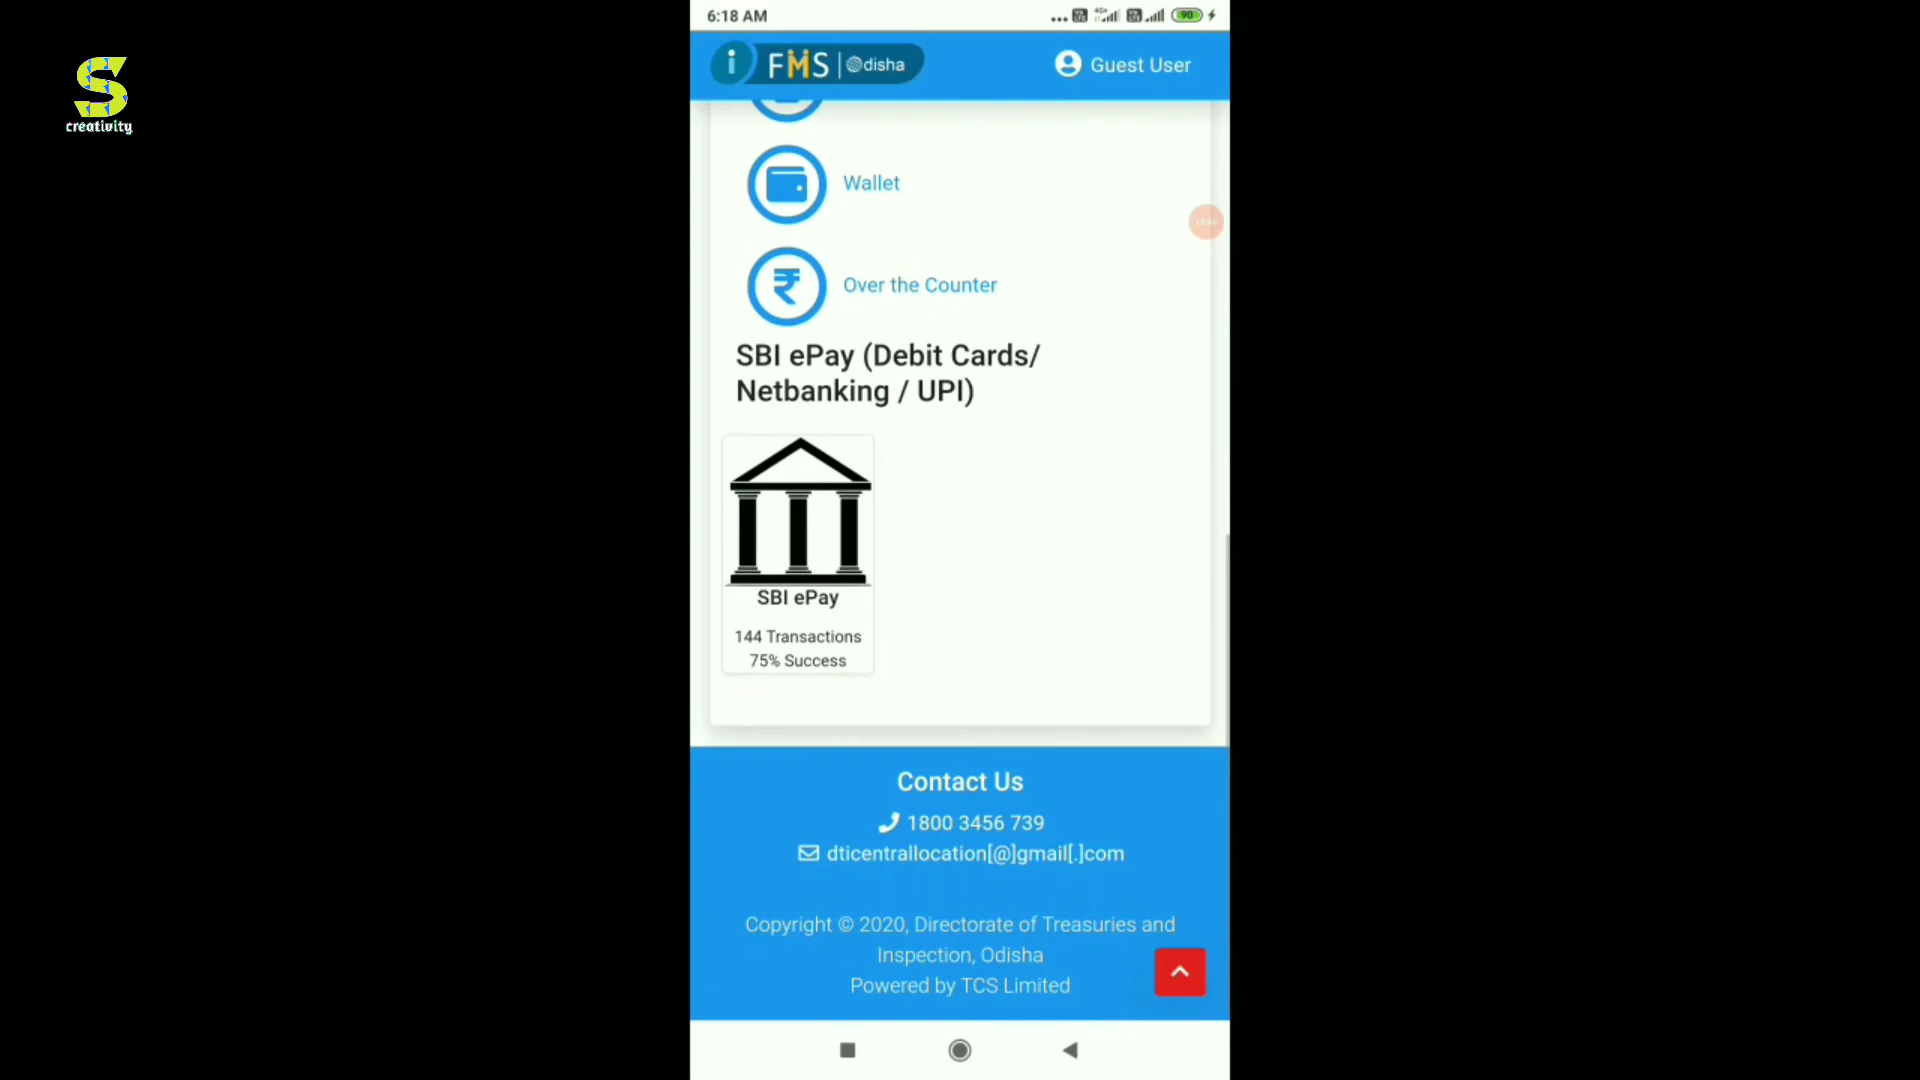 S
creativity
6:18 AM
90
i FMS | Odisha
Guest User
Wallet
Over the Counter
SBI ePay (Debit Cards/
Netbanking / UPI)
SBI ePay
144 Transactions
75% Success
Contact Us
1800 3456 739
dticentrallocation[@]gmail[.]com
Copyright © 2020, Directorate of Treasuries and
Inspection, Odisha
Powered by TCS Limited